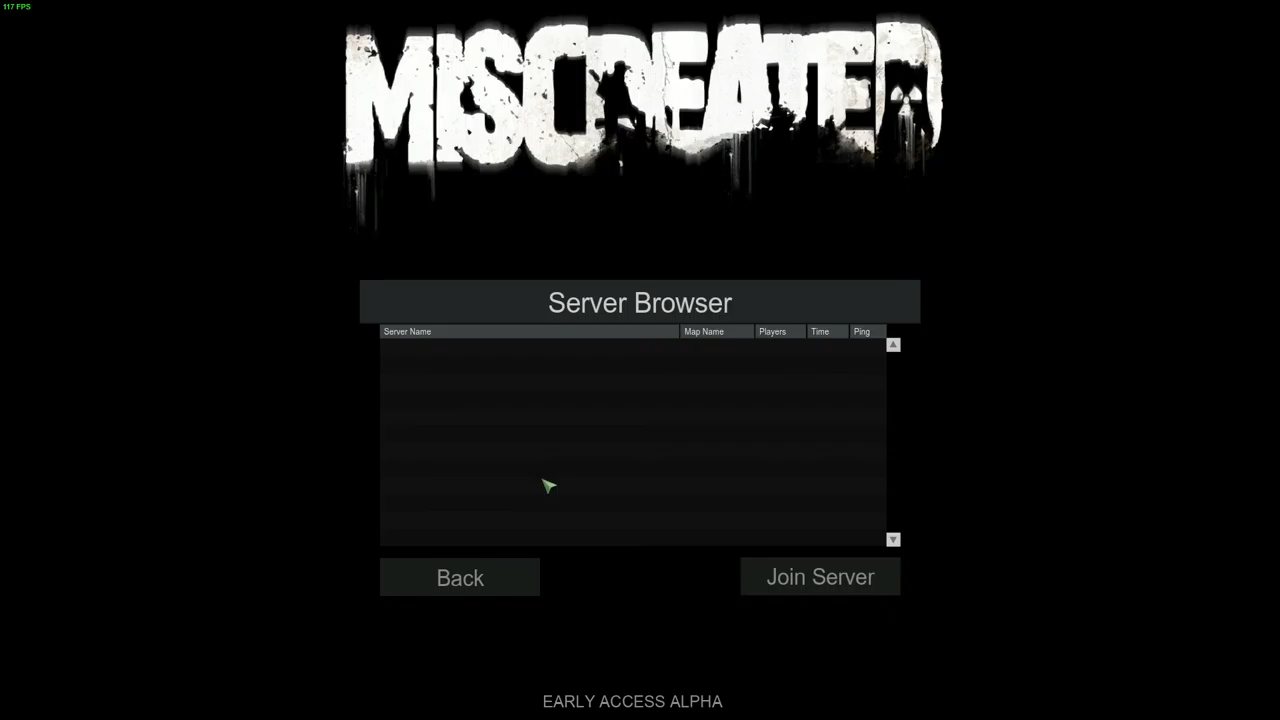 117 FPS
MISCREATED
Server Browser
Server Name Map Name Players Time Ping
Back Join Server
EARLY ACCESS ALPHA